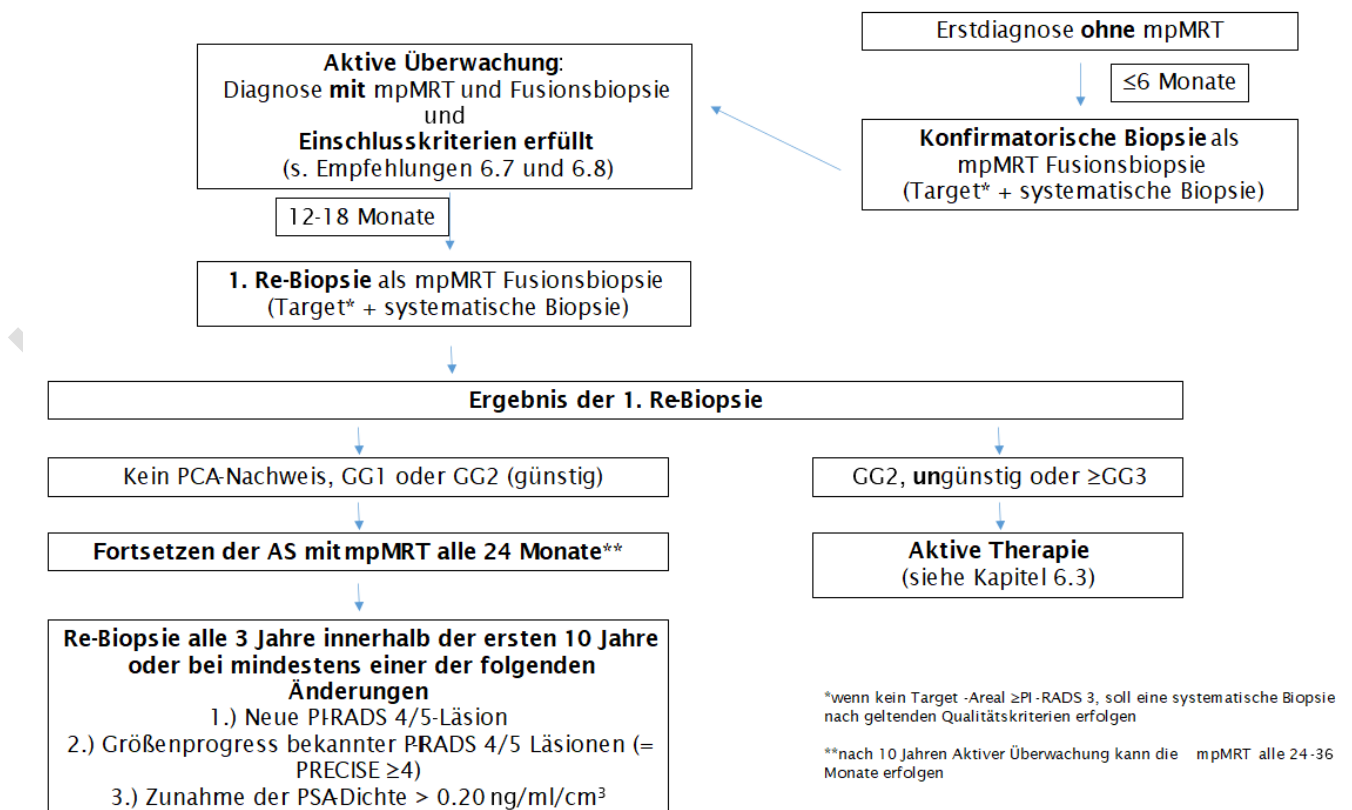 Erstdiagnose ohne mpMRT
≤6 Monate
Konfirmatorische Biopsie als
mpMRT Fusionsbiopsie
(Target* + systematische Biopsie)
Aktive Überwachung:
Diagnose mit mpMRT und Fusionsbiopsie
und
Einschlusskriterien erfüllt
(s. Empfehlungen 6.7 und 6.8)
12-18 Monate
1. Re-Biopsie als mpMRT Fusionsbiopsie
(Target* + systematische Biopsie)
Ergebnis der 1. Re-Biopsie
Kein PCA-Nachweis, GG1 oder GG2 (günstig)
Fortsetzen der AS mit mpMRT alle 24 Monate**
Re-Biopsie alle 3 Jahre innerhalb der ersten 10 Jahre
oder bei mindestens einer der folgenden
Änderungen
1.) Neue PI-RADS 4/5-Läsion
2.) Größenprogress bekannter PI-RADS 4/5 Läsionen (=
PRECISE ≥4)
3.) Zunahme der PSA-Dichte > 0.20 ng/ml/cm³
GG2, ungünstig oder ≥GG3
Aktive Therapie
(siehe Kapitel 6.3)
*wenn kein Target -Areal ≥PI -RADS 3, soll eine systematische Biopsie
nach geltenden Qualitätskriterien erfolgen
**nach 10 Jahren Aktiver Überwachung kann die mpMRT alle 24-36
Monate erfolgen